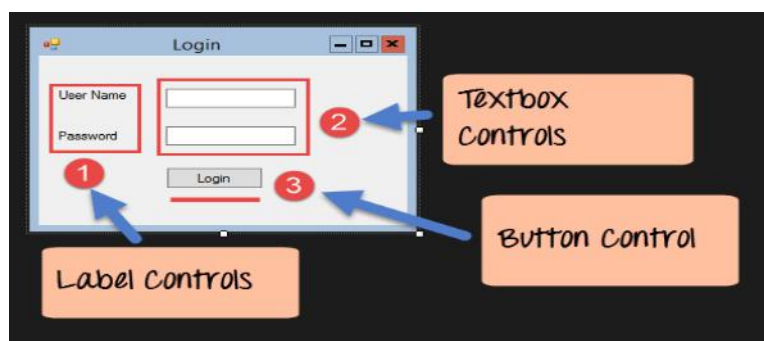 Login
User Name
Password
1
2
Login
3
Textbox
Controls
Button Control
Label Controls